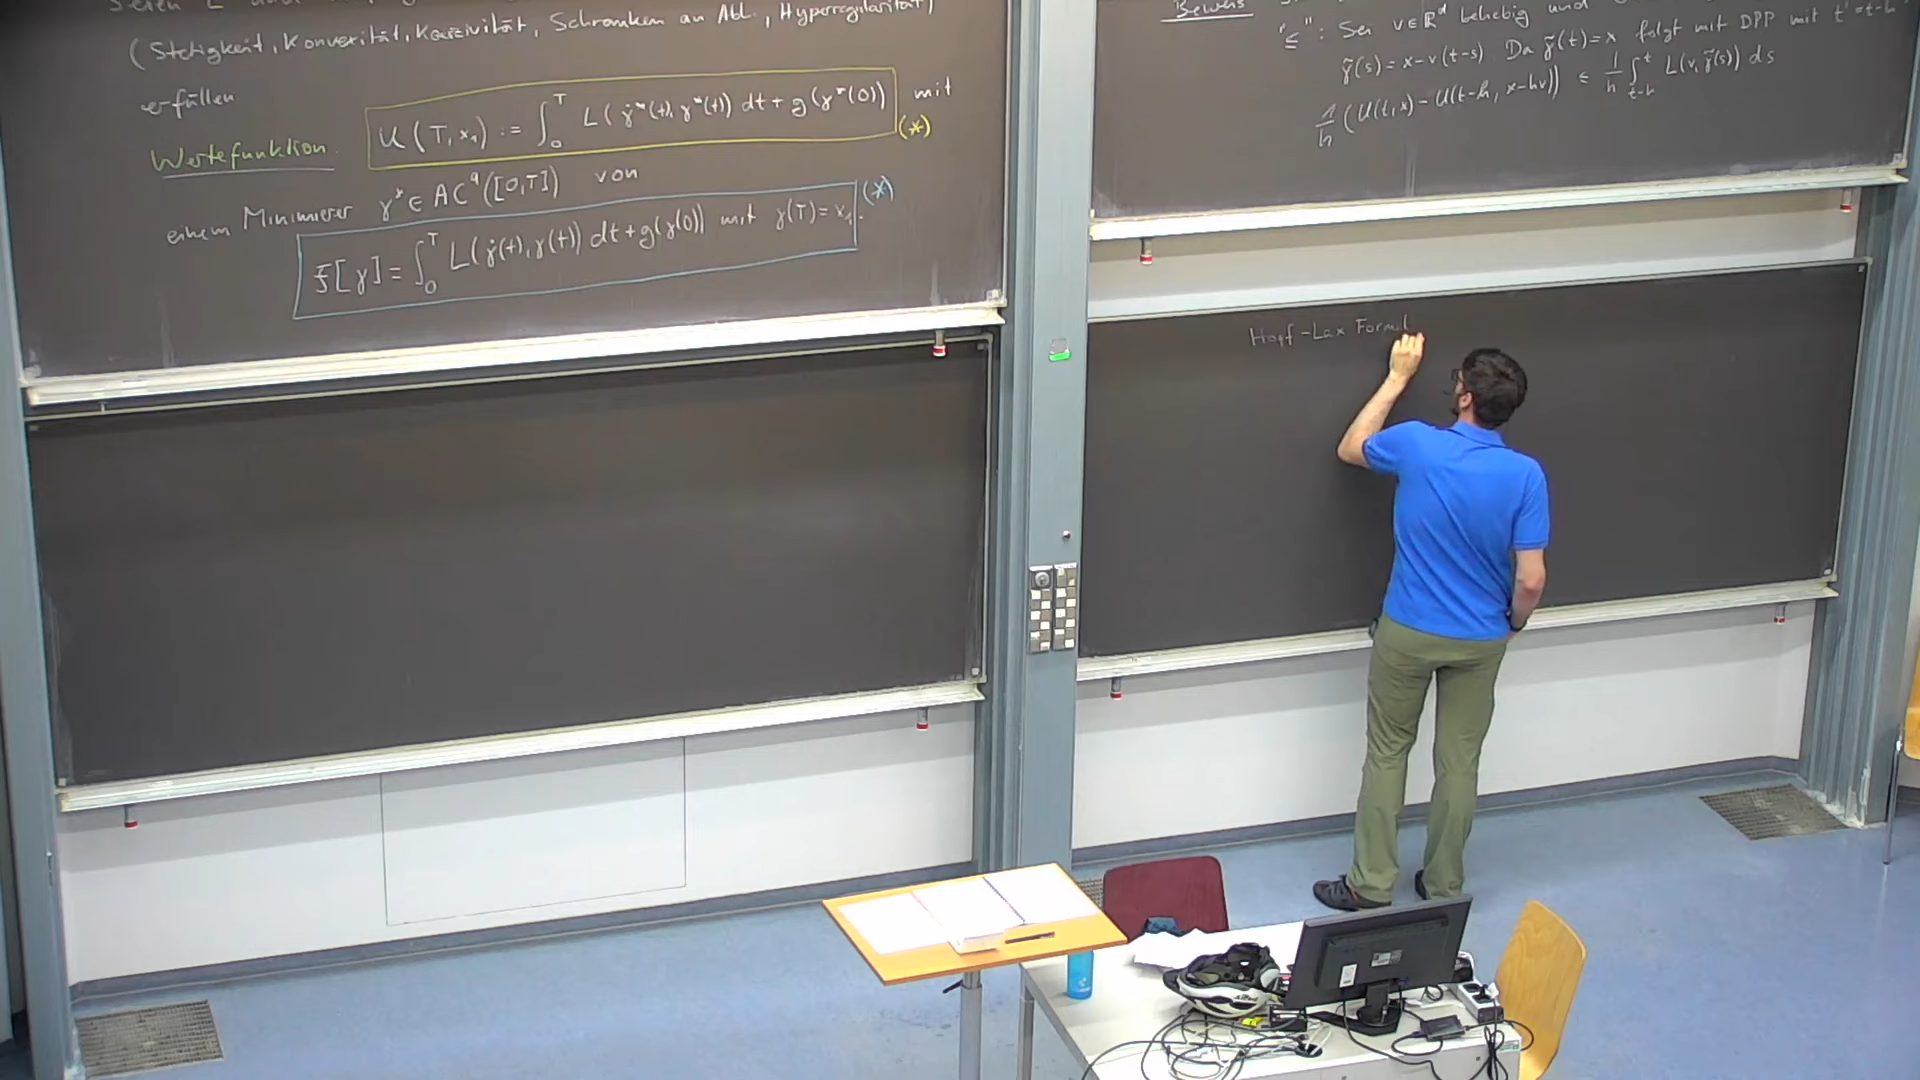 (Stetigkeit, Konvexität, Koerzivität, Schranken an Abl., Hyperregularität)
erfüllen
Wertefunktion u(T, x₁) := ∫₀ᵀ L(γ̇*(t), γ*(t)) dt + g(γ*(0)) mit (*)
einem Minimierer γ* ∈ AC^q([0,T]) von
F[γ] = ∫₀ᵀ L(γ̇(t), γ(t)) dt + g(γ(0)) mit γ(T) = x₁. (*)
Beweis
"≤": Sei v∈ℝᵈ beliebig und
γ̃(s) = x-v(t-s) Da γ̃(t)=x folgt mit DPP mit t'=t-h
1/h (u(t,x) - u(t-h, x-hv)) ≤ 1/h ∫_{t-h}^t L(v, γ̃(s)) ds
Hopf-Lax Formel